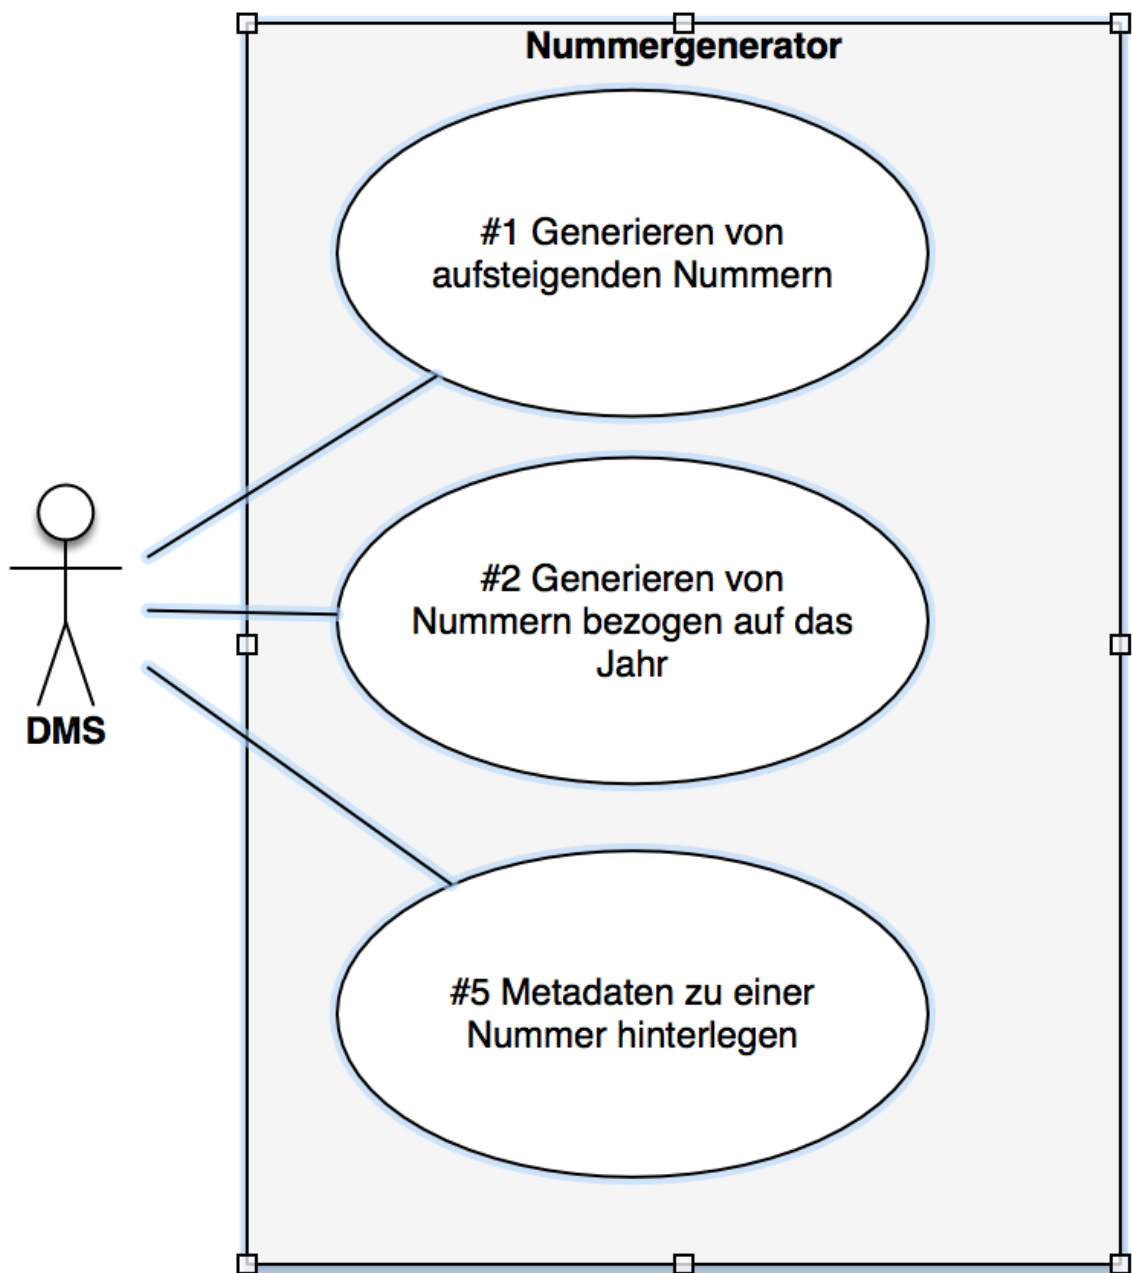 Nummergenerator
#1 Generieren von
aufsteigenden Nummern
#2 Generieren von
Nummern bezogen auf das
Jahr
DMS
#5 Metadaten zu einer
Nummer hinterlegen